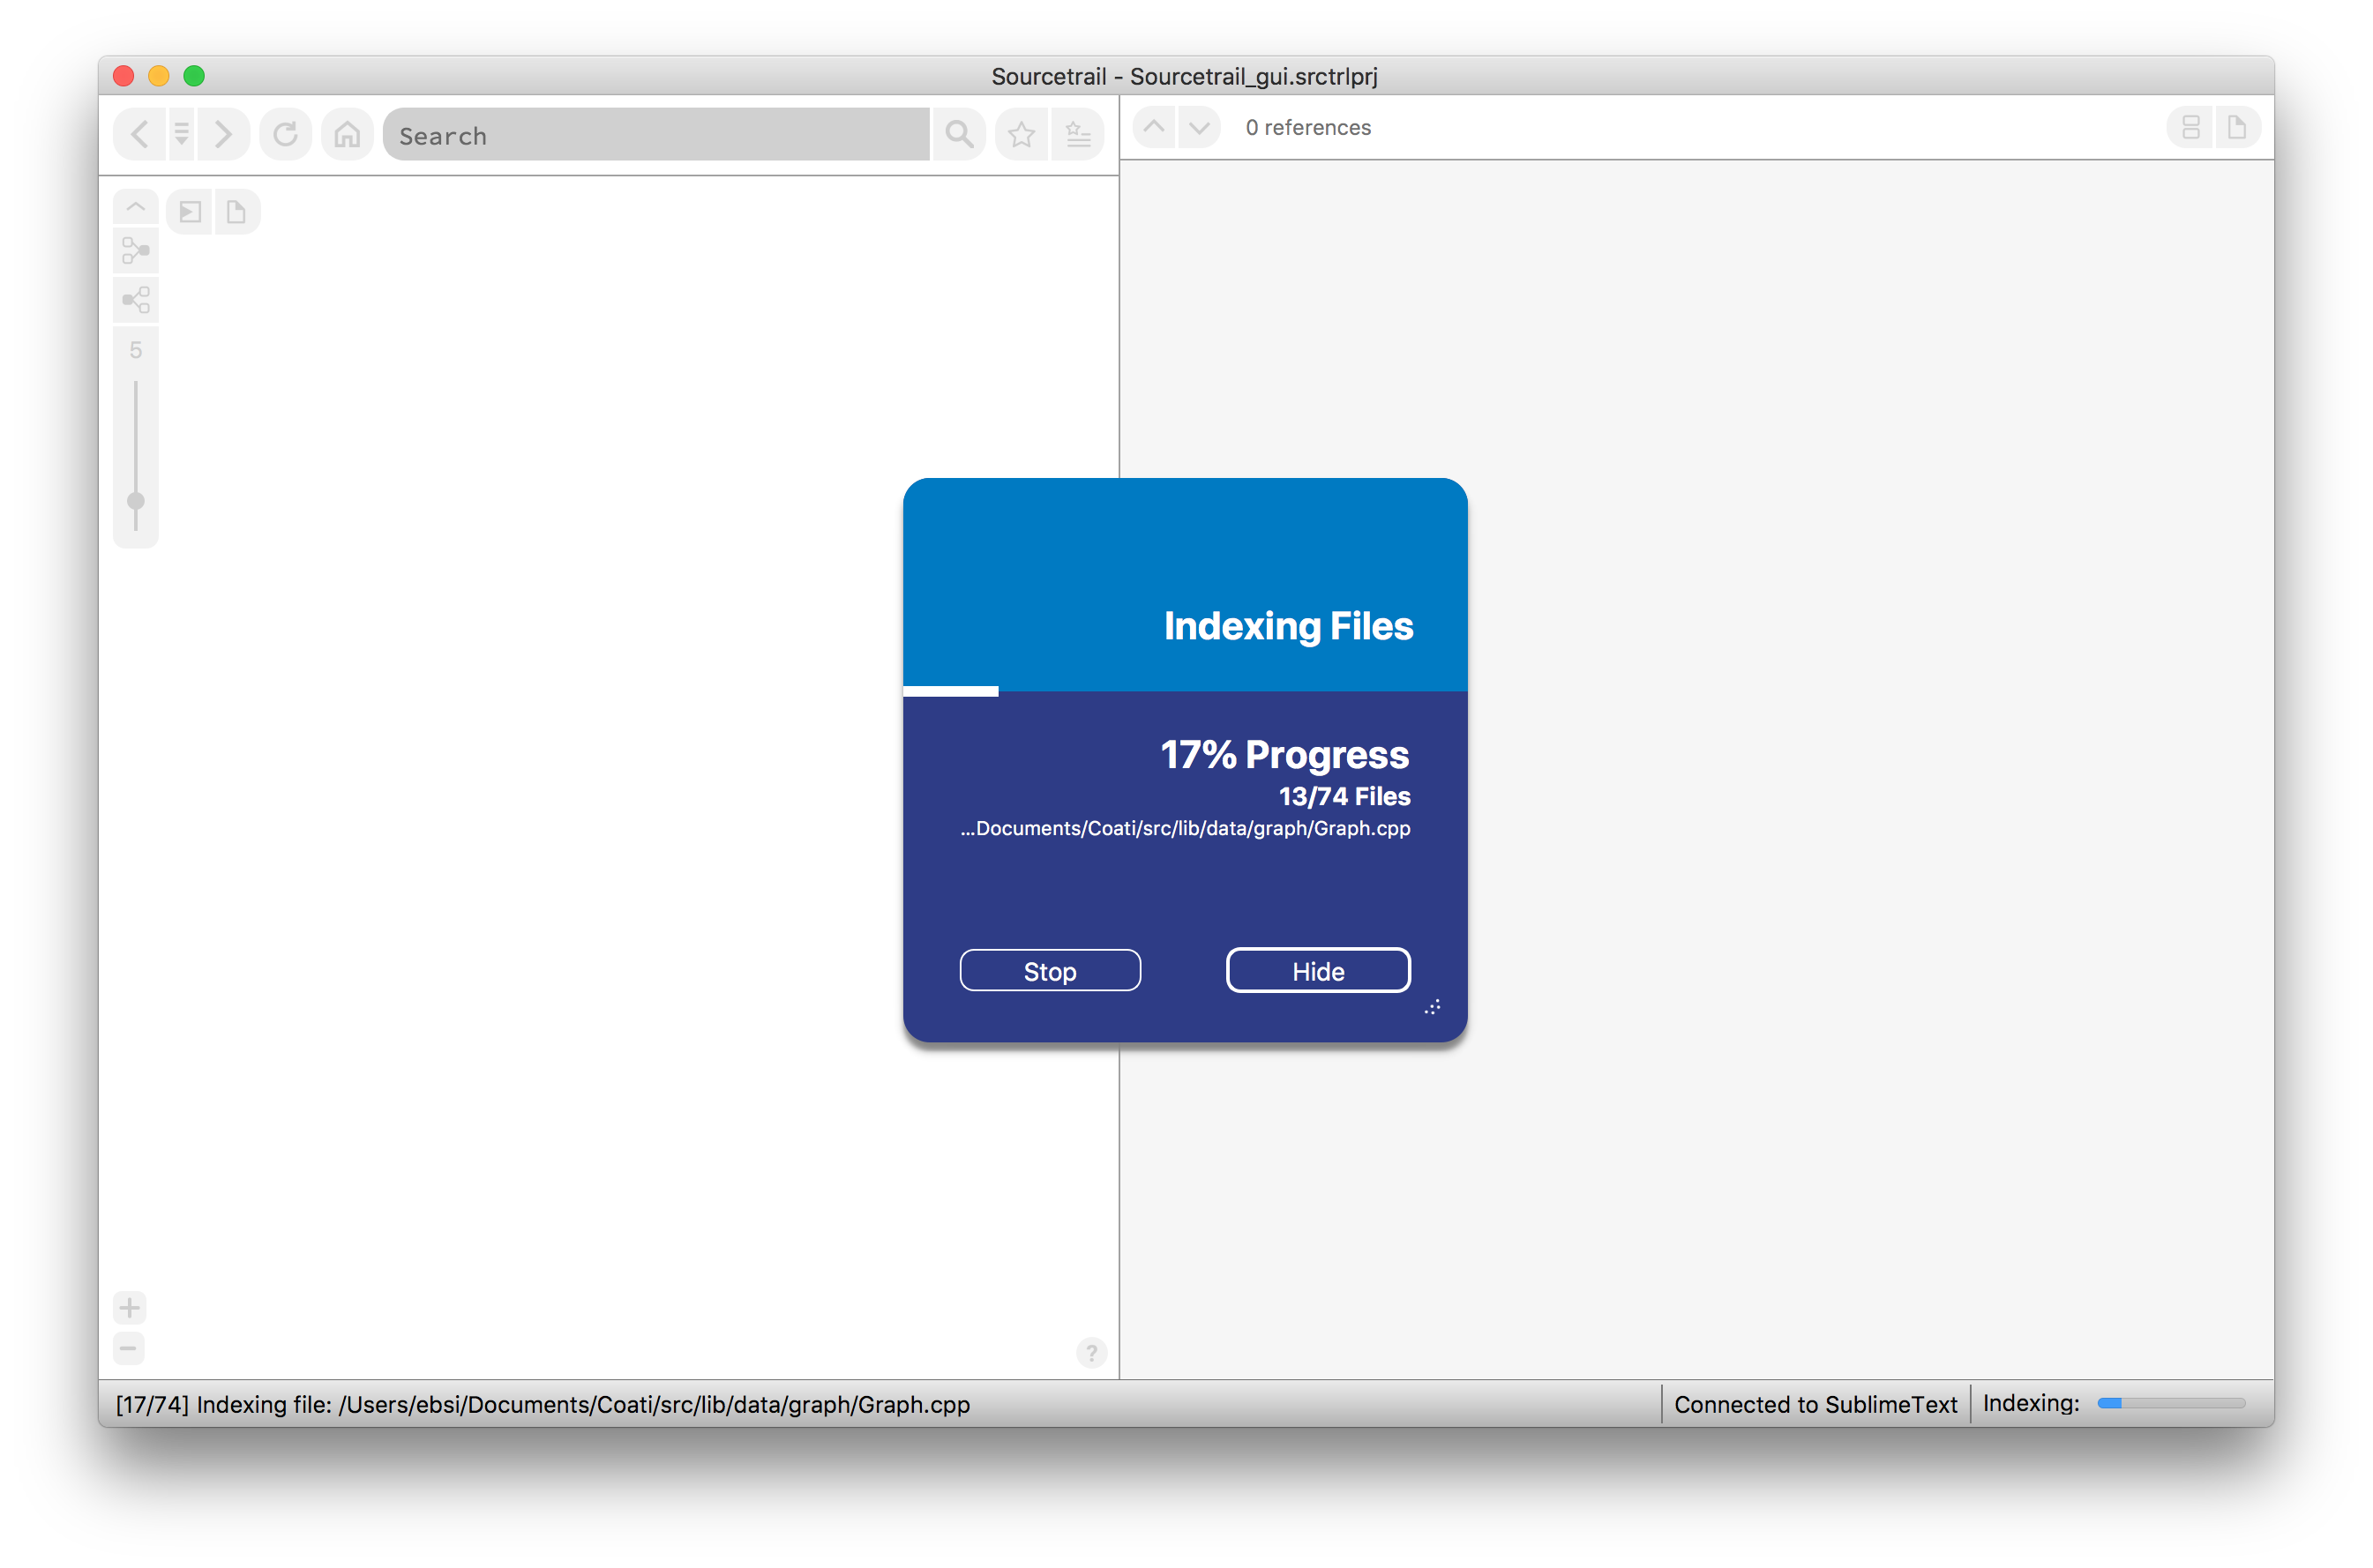 Sourcetrail - Sourcetrail_gui.srctrlprj
Search
0 references
5
Indexing Files
17% Progress
13/74 Files
...Documents/Coati/src/lib/data/graph/Graph.cpp
Stop
Hide
?
[17/74] Indexing file: /Users/ebsi/Documents/Coati/src/lib/data/graph/Graph.cpp
Connected to SublimeText
Indexing: